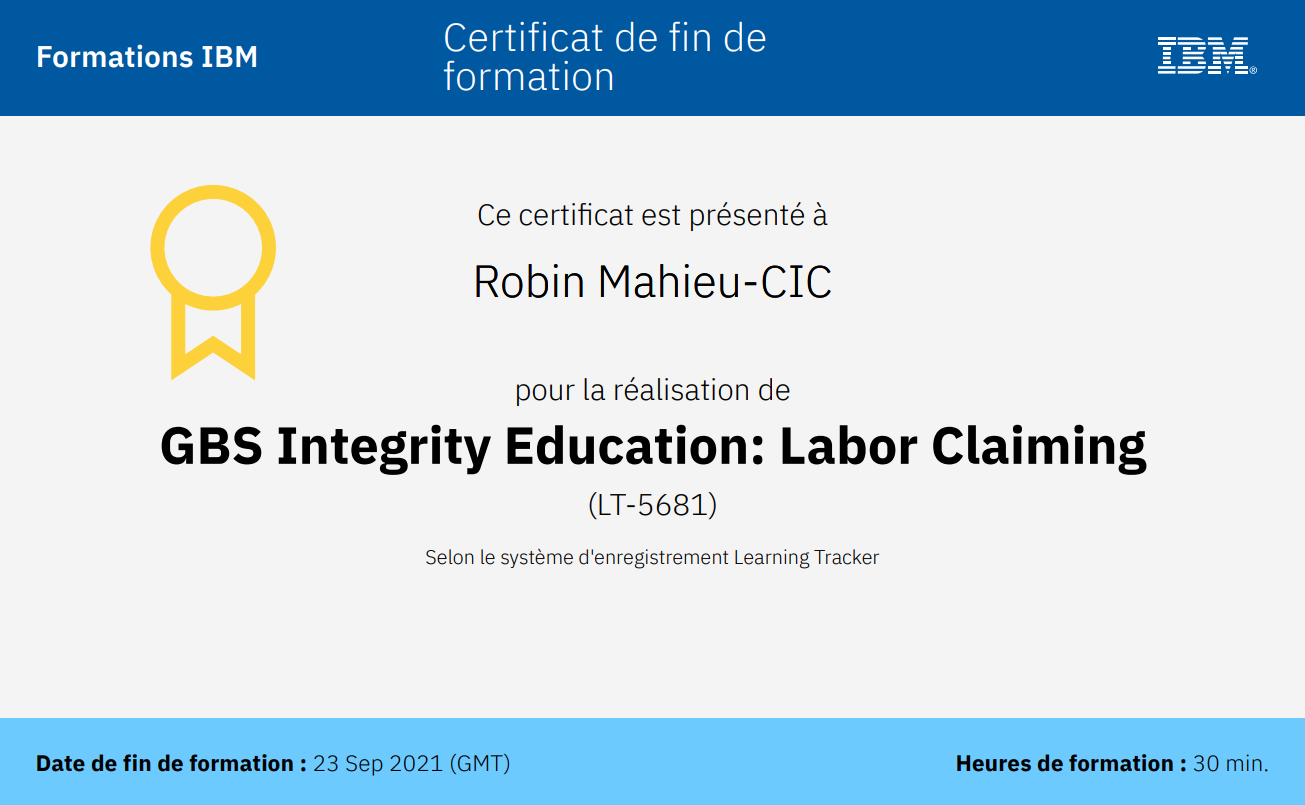 Formations IBM
Certificat de fin de
formation
IBM®
Ce certificat est présenté à
Robin Mahieu-CIC
pour la réalisation de
GBS Integrity Education: Labor Claiming
(LT-5681)
Selon le système d'enregistrement Learning Tracker
Date de fin de formation : 23 Sep 2021 (GMT)
Heures de formation : 30 min.